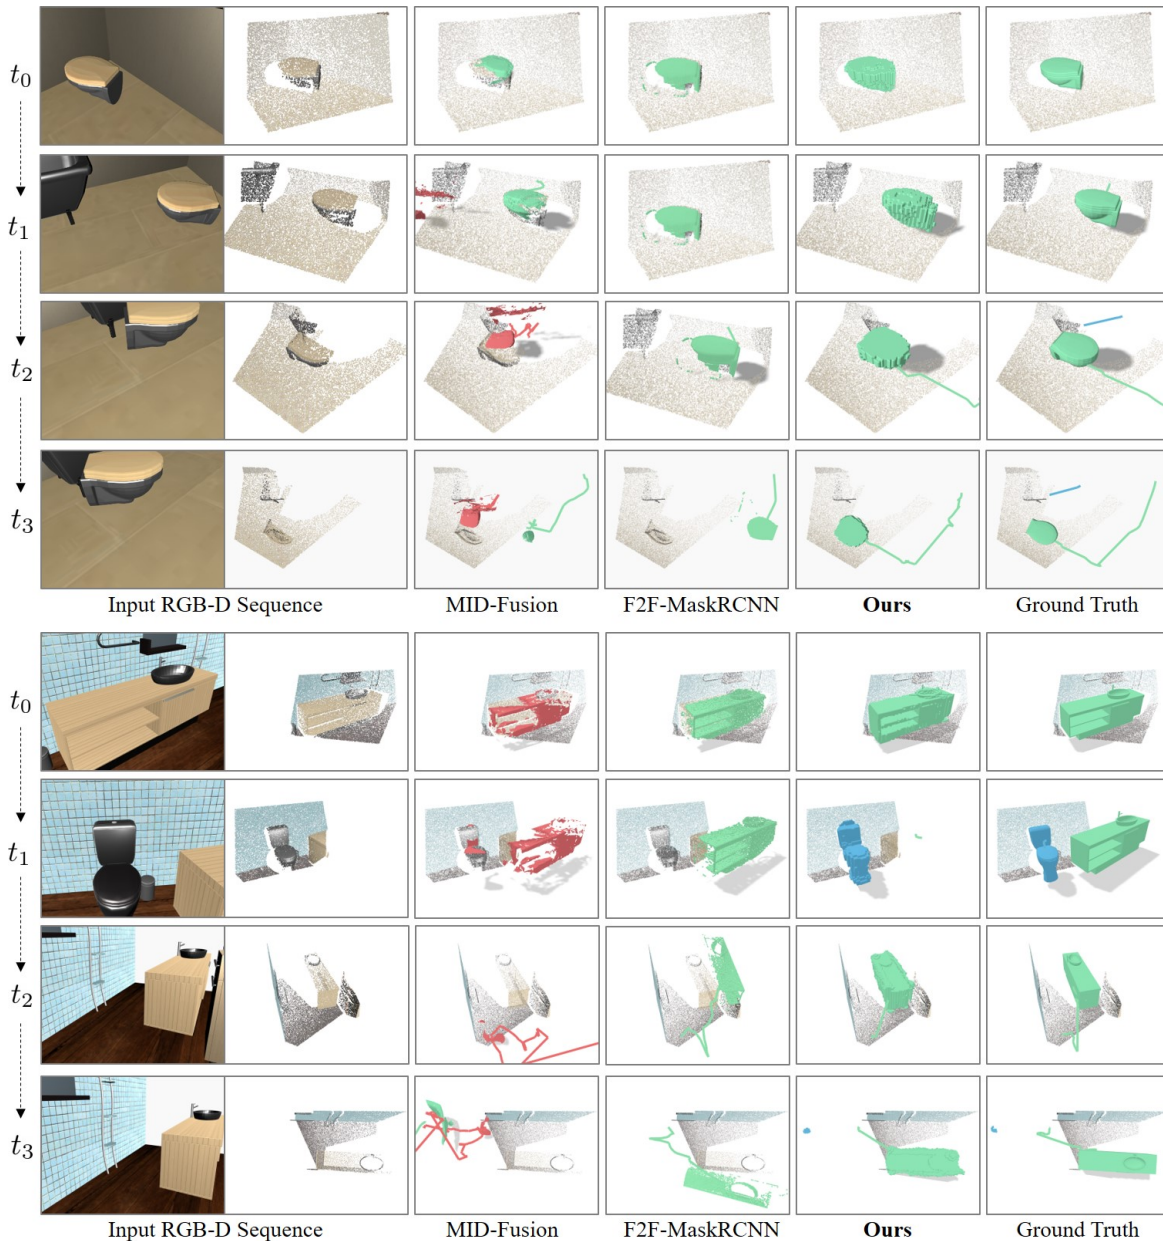 t0
t1
t2
t3
Input RGB-D Sequence MID-Fusion F2F-MaskRCNN Ours Ground Truth
t0
t1
t2
t3
Input RGB-D Sequence MID-Fusion F2F-MaskRCNN Ours Ground Truth